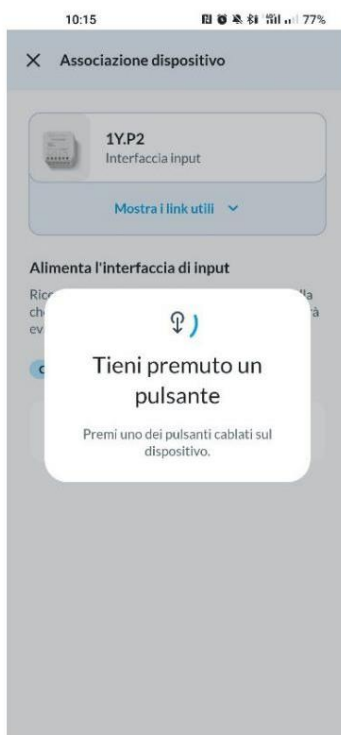 10:15
77%
Associazione dispositivo
1Y.P2
Interfaccia input
Mostra i link utili
Alimenta l'interfaccia di input
Tieni premuto un
pulsante
Premi uno dei pulsanti cablati sul
dispositivo.